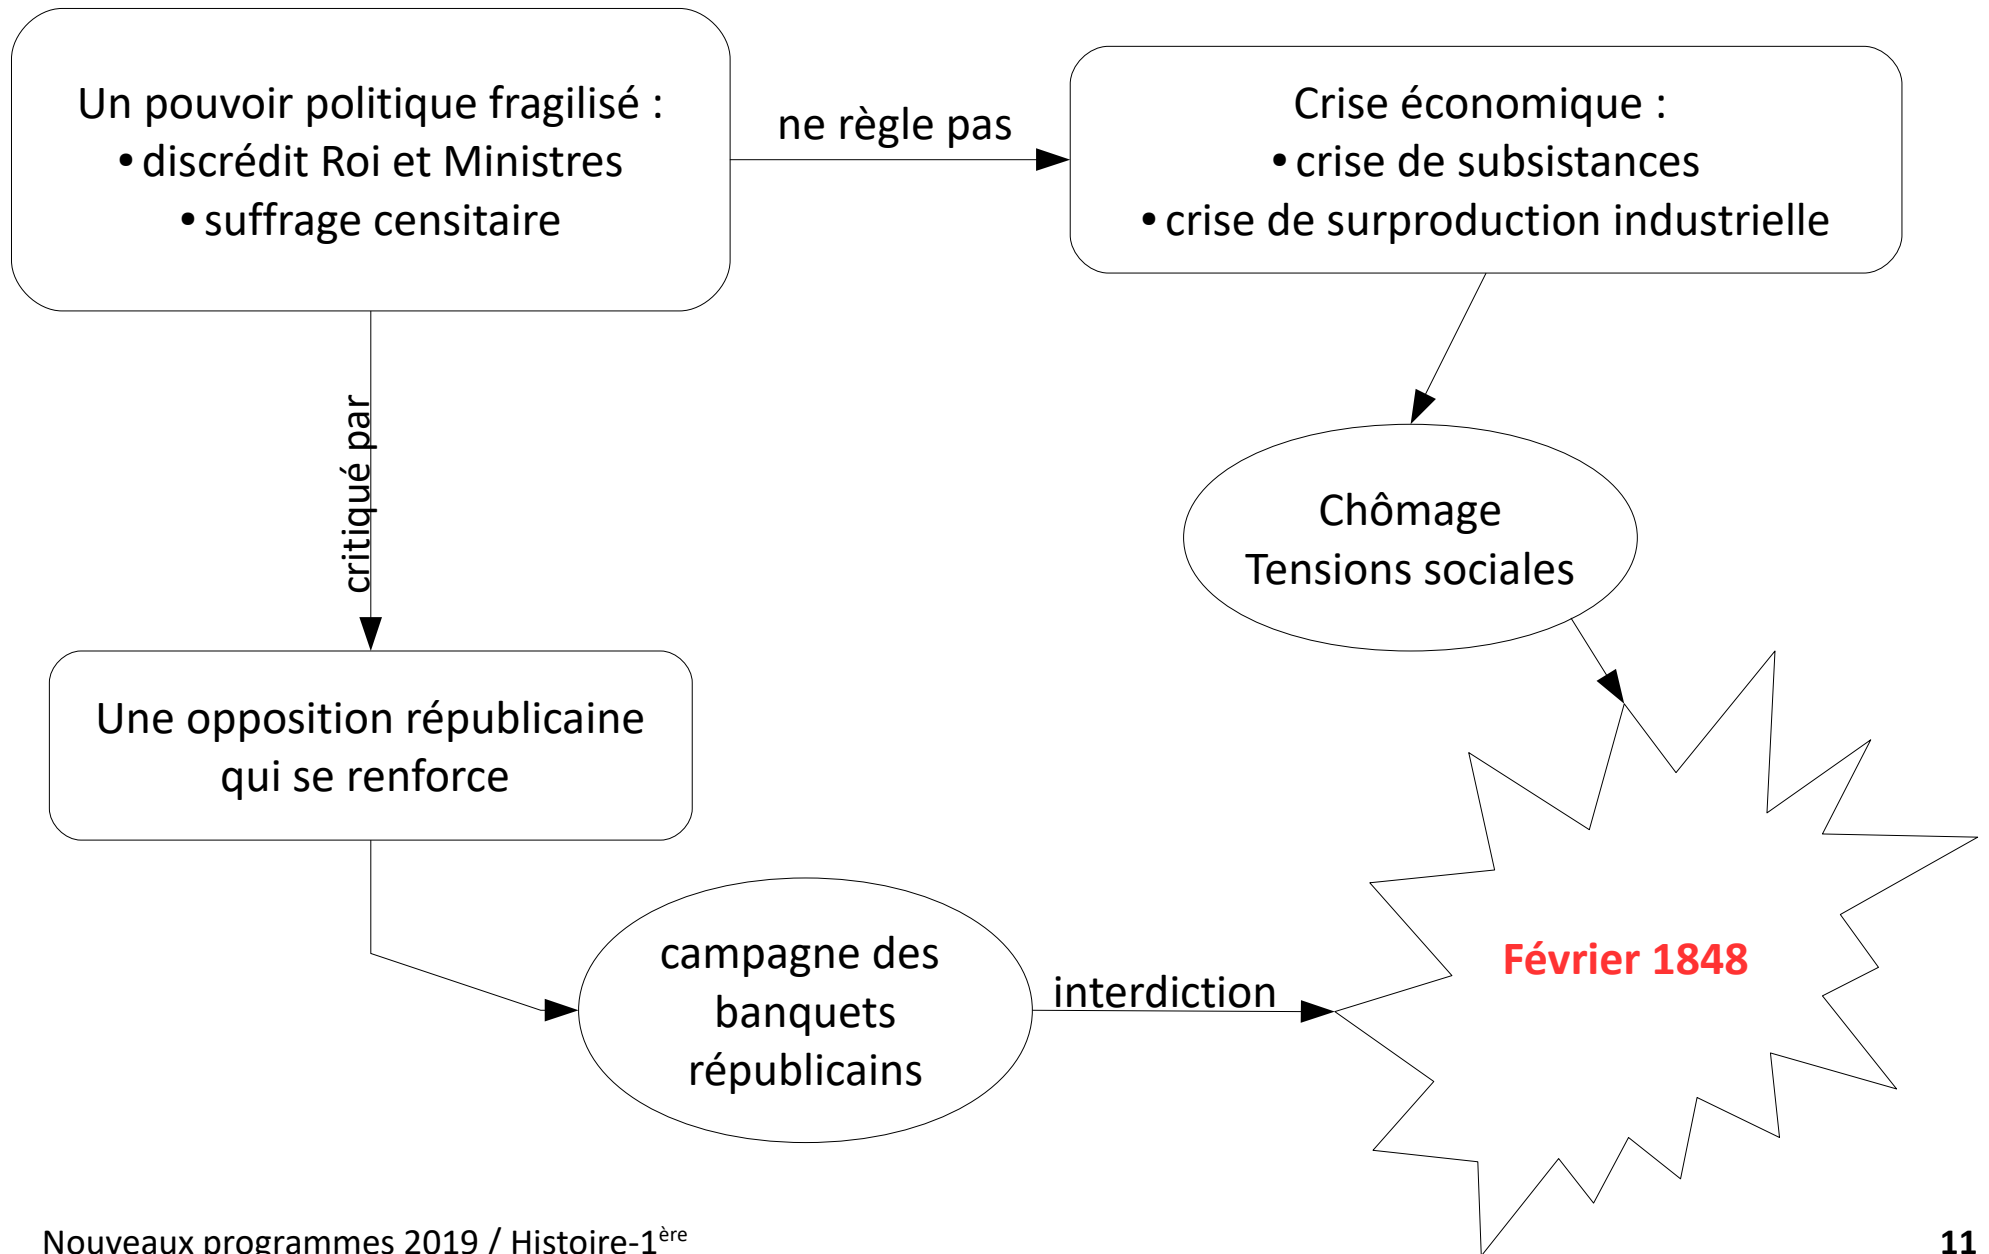 Un pouvoir politique fragilisé :
• discrédit Roi et Ministres
• suffrage censitaire
ne règle pas
Crise économique :
• crise de subsistances
• crise de surproduction industrielle
critiqué par
Chômage
Tensions sociales
Une opposition républicaine
qui se renforce
campagne des
banquets
républicains
interdiction
Février 1848
Nouveaux programmes 2019 / Histoire-1ère
11